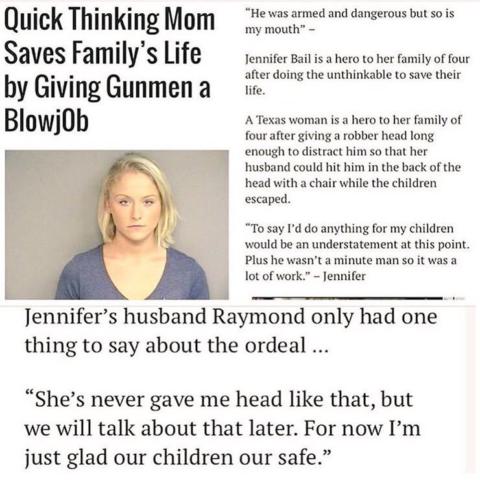 Quick Thinking Mom
Saves Family's Life
by Giving Gunmen a
Blowj0b
"He was armed and dangerous but so is
my mouth" –
Jennifer Bail is a hero to her family of four
after doing the unthinkable to save their
life.
A Texas woman is a hero to her family of
four after giving a robber head long
enough to distract him so that her
husband could hit him in the back of the
head with a chair while the children
escaped.
"To say I'd do anything for my children
would be an understatement at this point.
Plus he wasn't a minute man so it was a
lot of work." – Jennifer
Jennifer's husband Raymond only had one
thing to say about the ordeal ...
"She's never gave me head like that, but
we will talk about that later. For now I'm
just glad our children our safe."